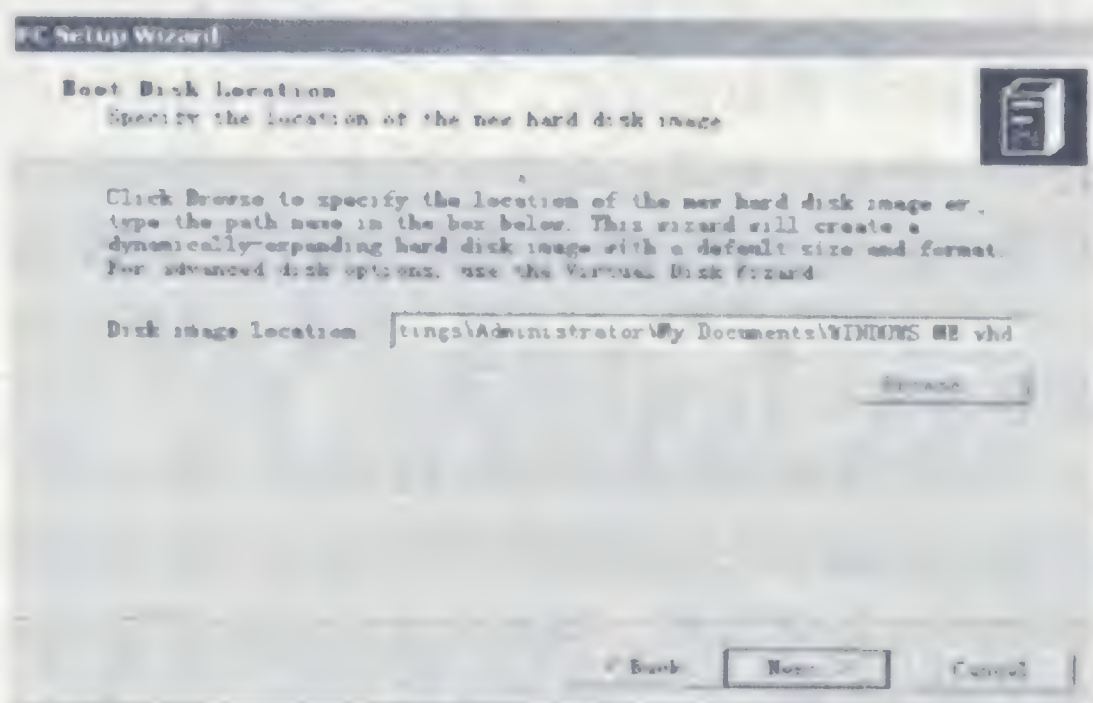 PC Setup Wizard
Boot Disk Location
Specify the location of the new hard disk image
Click Browse to specify the location of the new hard disk image or
type the path name in the box below. This wizard will create a
dynamically-expanding hard disk image with a default size and format.
For advanced disk options, use the Virtual Disk Wizard
Disk image location
tings\Administrator\My Documents\WINDOWS ME vhd
Browse
< Back
Next >
Cancel